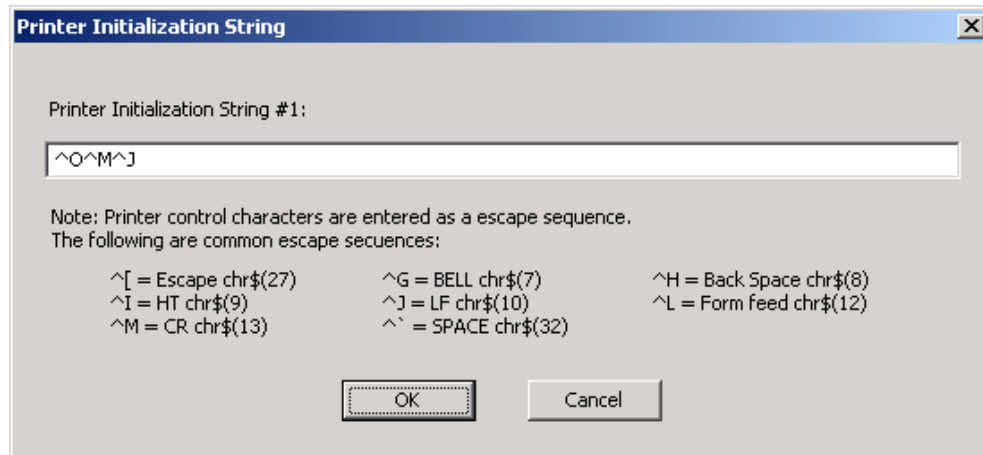 Printer Initialization String
Printer Initialization String #1:
^O^M^J
Note: Printer control characters are entered as a escape sequence.
The following are common escape secuences:
^[ = Escape chr$(27) ^G = BELL chr$(7) ^H = Back Space chr$(8)
^I = HT chr$(9) ^J = LF chr$(10) ^L = Form feed chr$(12)
^M = CR chr$(13) ^` = SPACE chr$(32)
OK Cancel